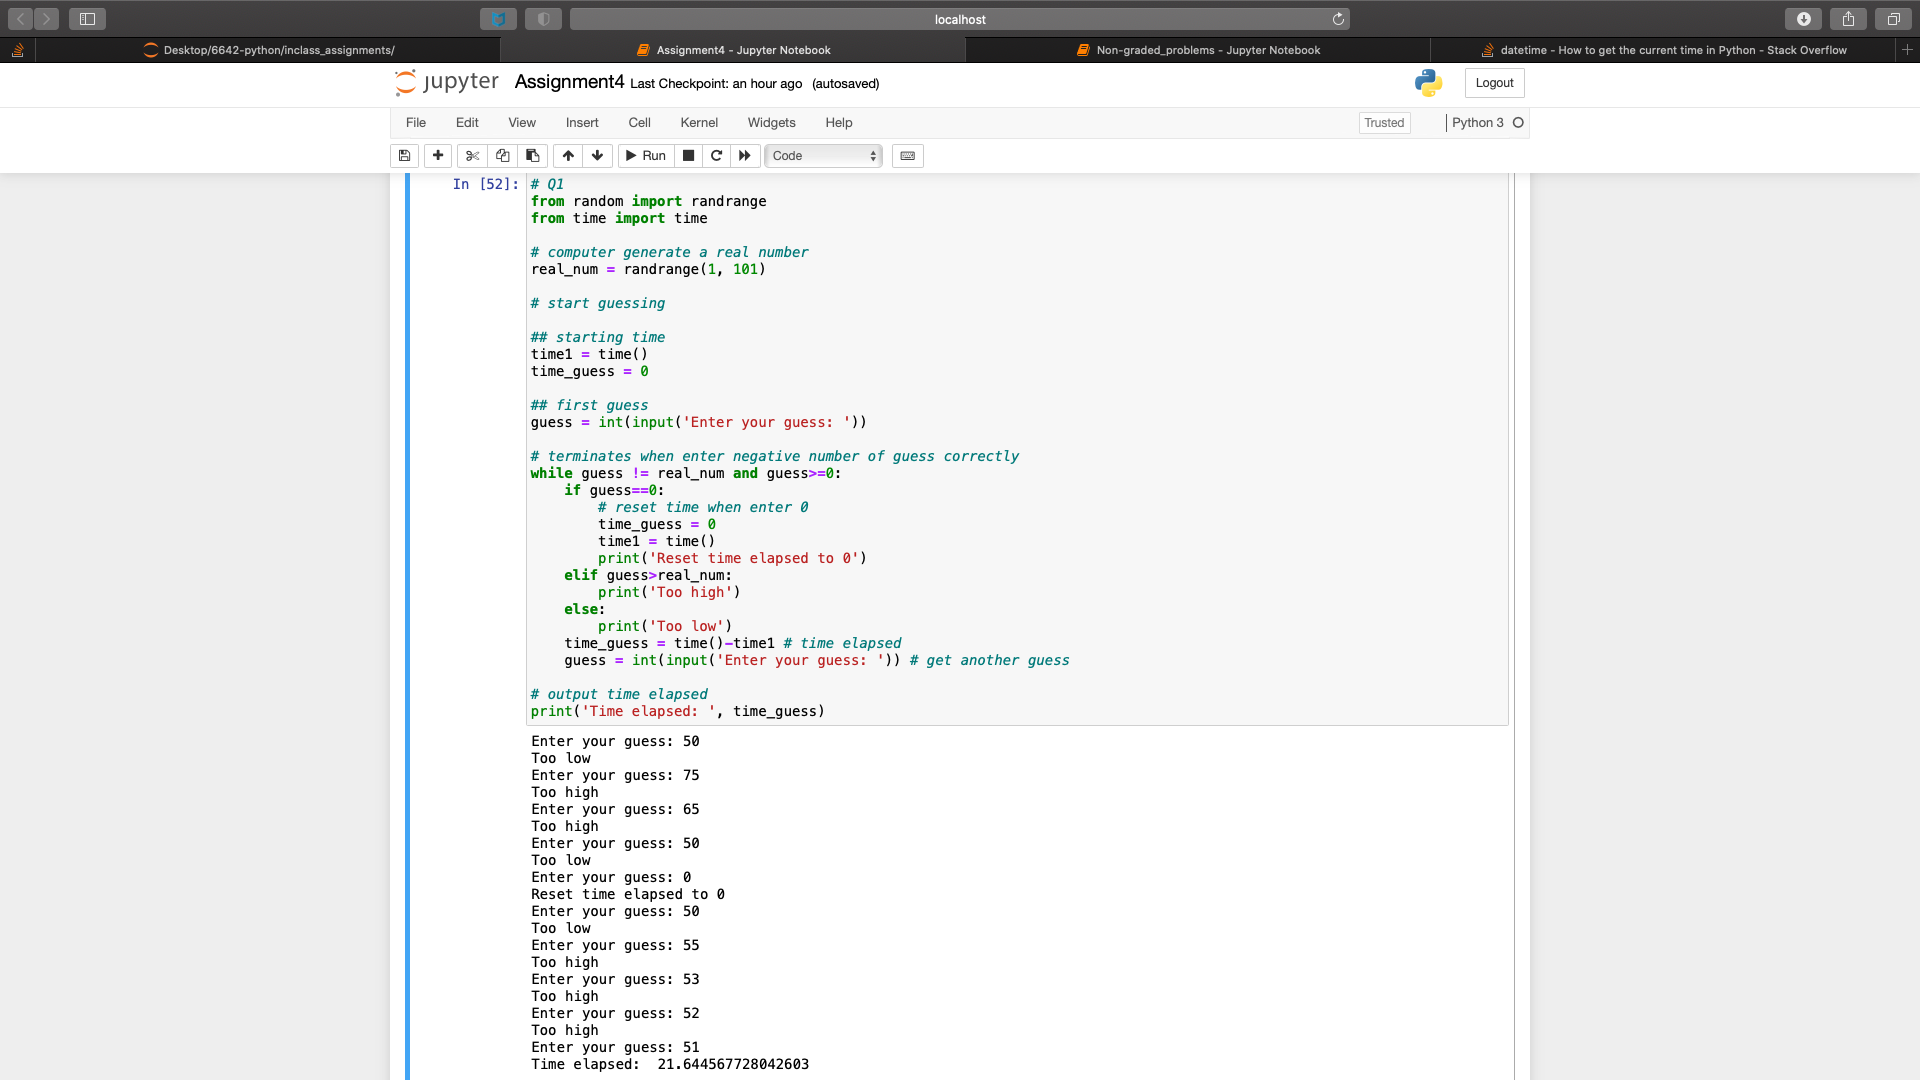 localhost
Desktop/6642-python/inclass_assignments/
Assignment4 - Jupyter Notebook
Non-graded_problems - Jupyter Notebook
datetime - How to get the current time in Python - Stack Overflow
jupyter Assignment4 Last Checkpoint: an hour ago (autosaved)
Logout
File Edit View Insert Cell Kernel Widgets Help
Trusted
Python 3
Run
Code
In [52]: # Q1
from random import randrange
from time import time
# computer generate a real number
real_num = randrange(1, 101)
# start guessing
## starting time
time1 = time()
time_guess = 0
## first guess
guess = int(input('Enter your guess: '))
# terminates when enter negative number of guess correctly
while guess != real_num and guess>=0:
    if guess==0:
        # reset time when enter 0
        time_guess = 0
        time1 = time()
        print('Reset time elapsed to 0')
    elif guess>real_num:
        print('Too high')
    else:
        print('Too low')
    time_guess = time()-time1 # time elapsed
    guess = int(input('Enter your guess: ')) # get another guess
# output time elapsed
print('Time elapsed: ', time_guess)
Enter your guess: 50
Too low
Enter your guess: 75
Too high
Enter your guess: 65
Too high
Enter your guess: 50
Too low
Enter your guess: 0
Reset time elapsed to 0
Enter your guess: 50
Too low
Enter your guess: 55
Too high
Enter your guess: 53
Too high
Enter your guess: 52
Too high
Enter your guess: 51
Time elapsed:  21.644567728042603